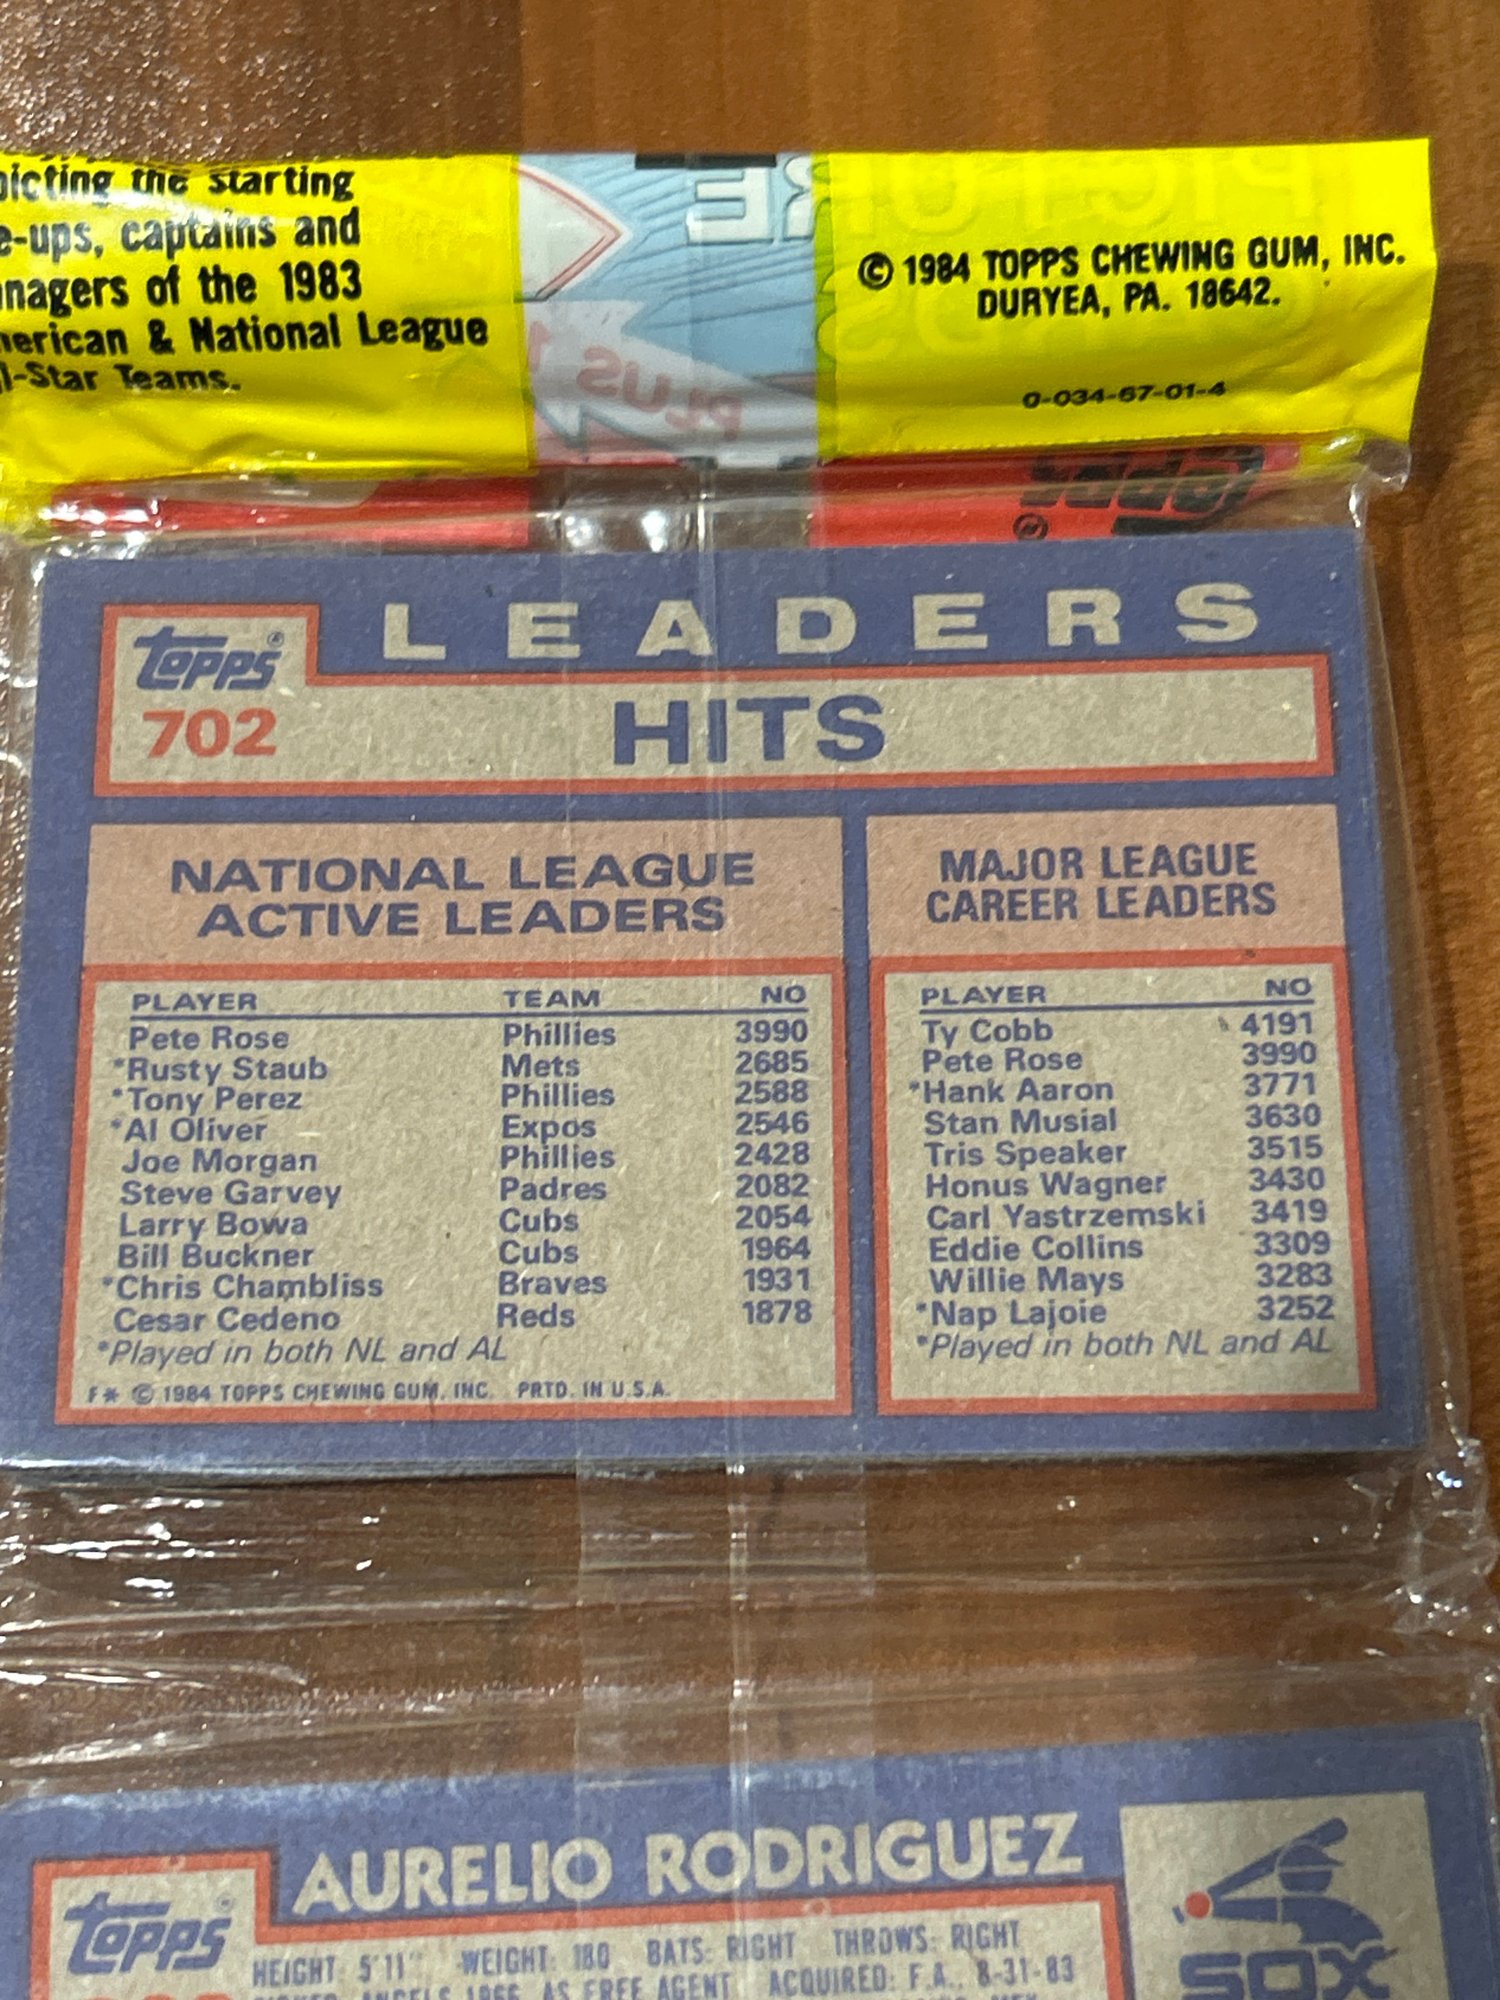 the starting
captains and
of the 1983
& National League
Teams.
PLUS
© 1984 TOPPS CHEWING GUM, INC.
DURYEA, PA. 18642.
0-034-67-01-4
topps®
topps®
702
LEADERS
HITS
NATIONAL LEAGUE
ACTIVE LEADERS
PLAYER TEAM NO
Pete Rose Phillies 3990
*Rusty Staub Mets 2685
*Tony Perez Phillies 2588
*Al Oliver Expos 2546
Joe Morgan Phillies 2428
Steve Garvey Padres 2082
Larry Bowa Cubs 2054
Bill Buckner Cubs 1964
*Chris Chambliss Braves 1931
Cesar Cedeno Reds 1878
*Played in both NL and AL
F* © 1984 TOPPS CHEWING GUM, INC. PRTD. IN U.S.A.
MAJOR LEAGUE
CAREER LEADERS
PLAYER NO
Ty Cobb 4191
Pete Rose 3990
*Hank Aaron 3771
Stan Musial 3630
Tris Speaker 3515
Honus Wagner 3430
Carl Yastrzemski 3419
Eddie Collins 3309
Willie Mays 3283
*Nap Lajoie 3252
*Played in both NL and AL
topps®
AURELIO RODRIGUEZ
SOX
HEIGHT: 5'11" WEIGHT: 180 BATS: RIGHT THROWS: RIGHT
ANGELS 1966 AS FREE AGENT ACQUIRED: F.A., 8-31-83